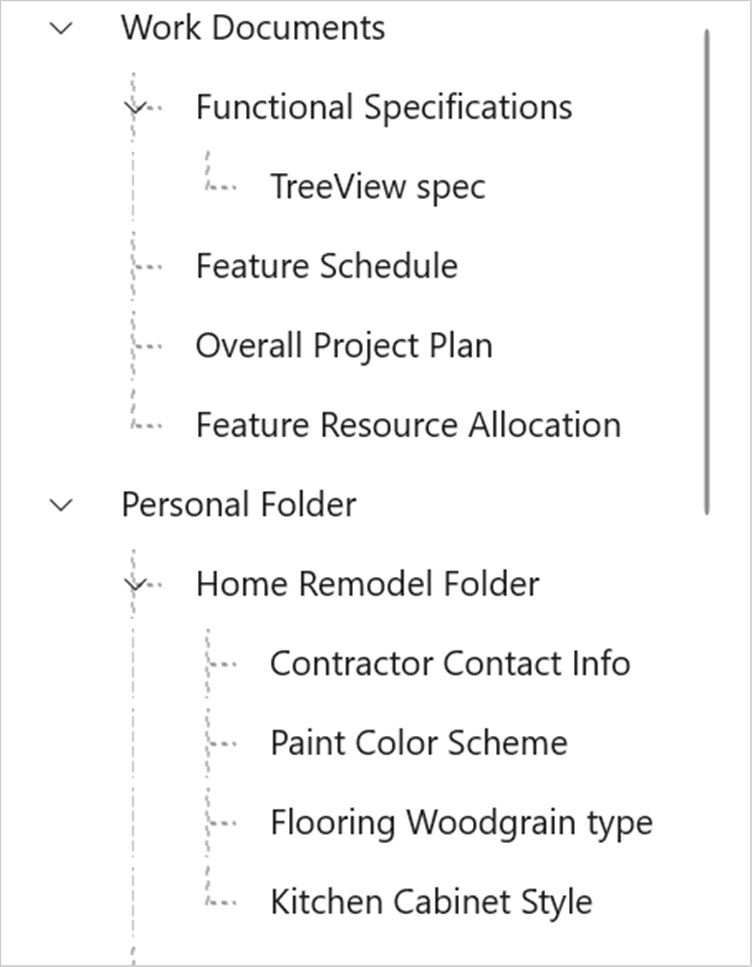 Work Documents
Functional Specifications
TreeView spec
Feature Schedule
Overall Project Plan
Feature Resource Allocation
Personal Folder
Home Remodel Folder
Contractor Contact Info
Paint Color Scheme
Flooring Woodgrain type
Kitchen Cabinet Style